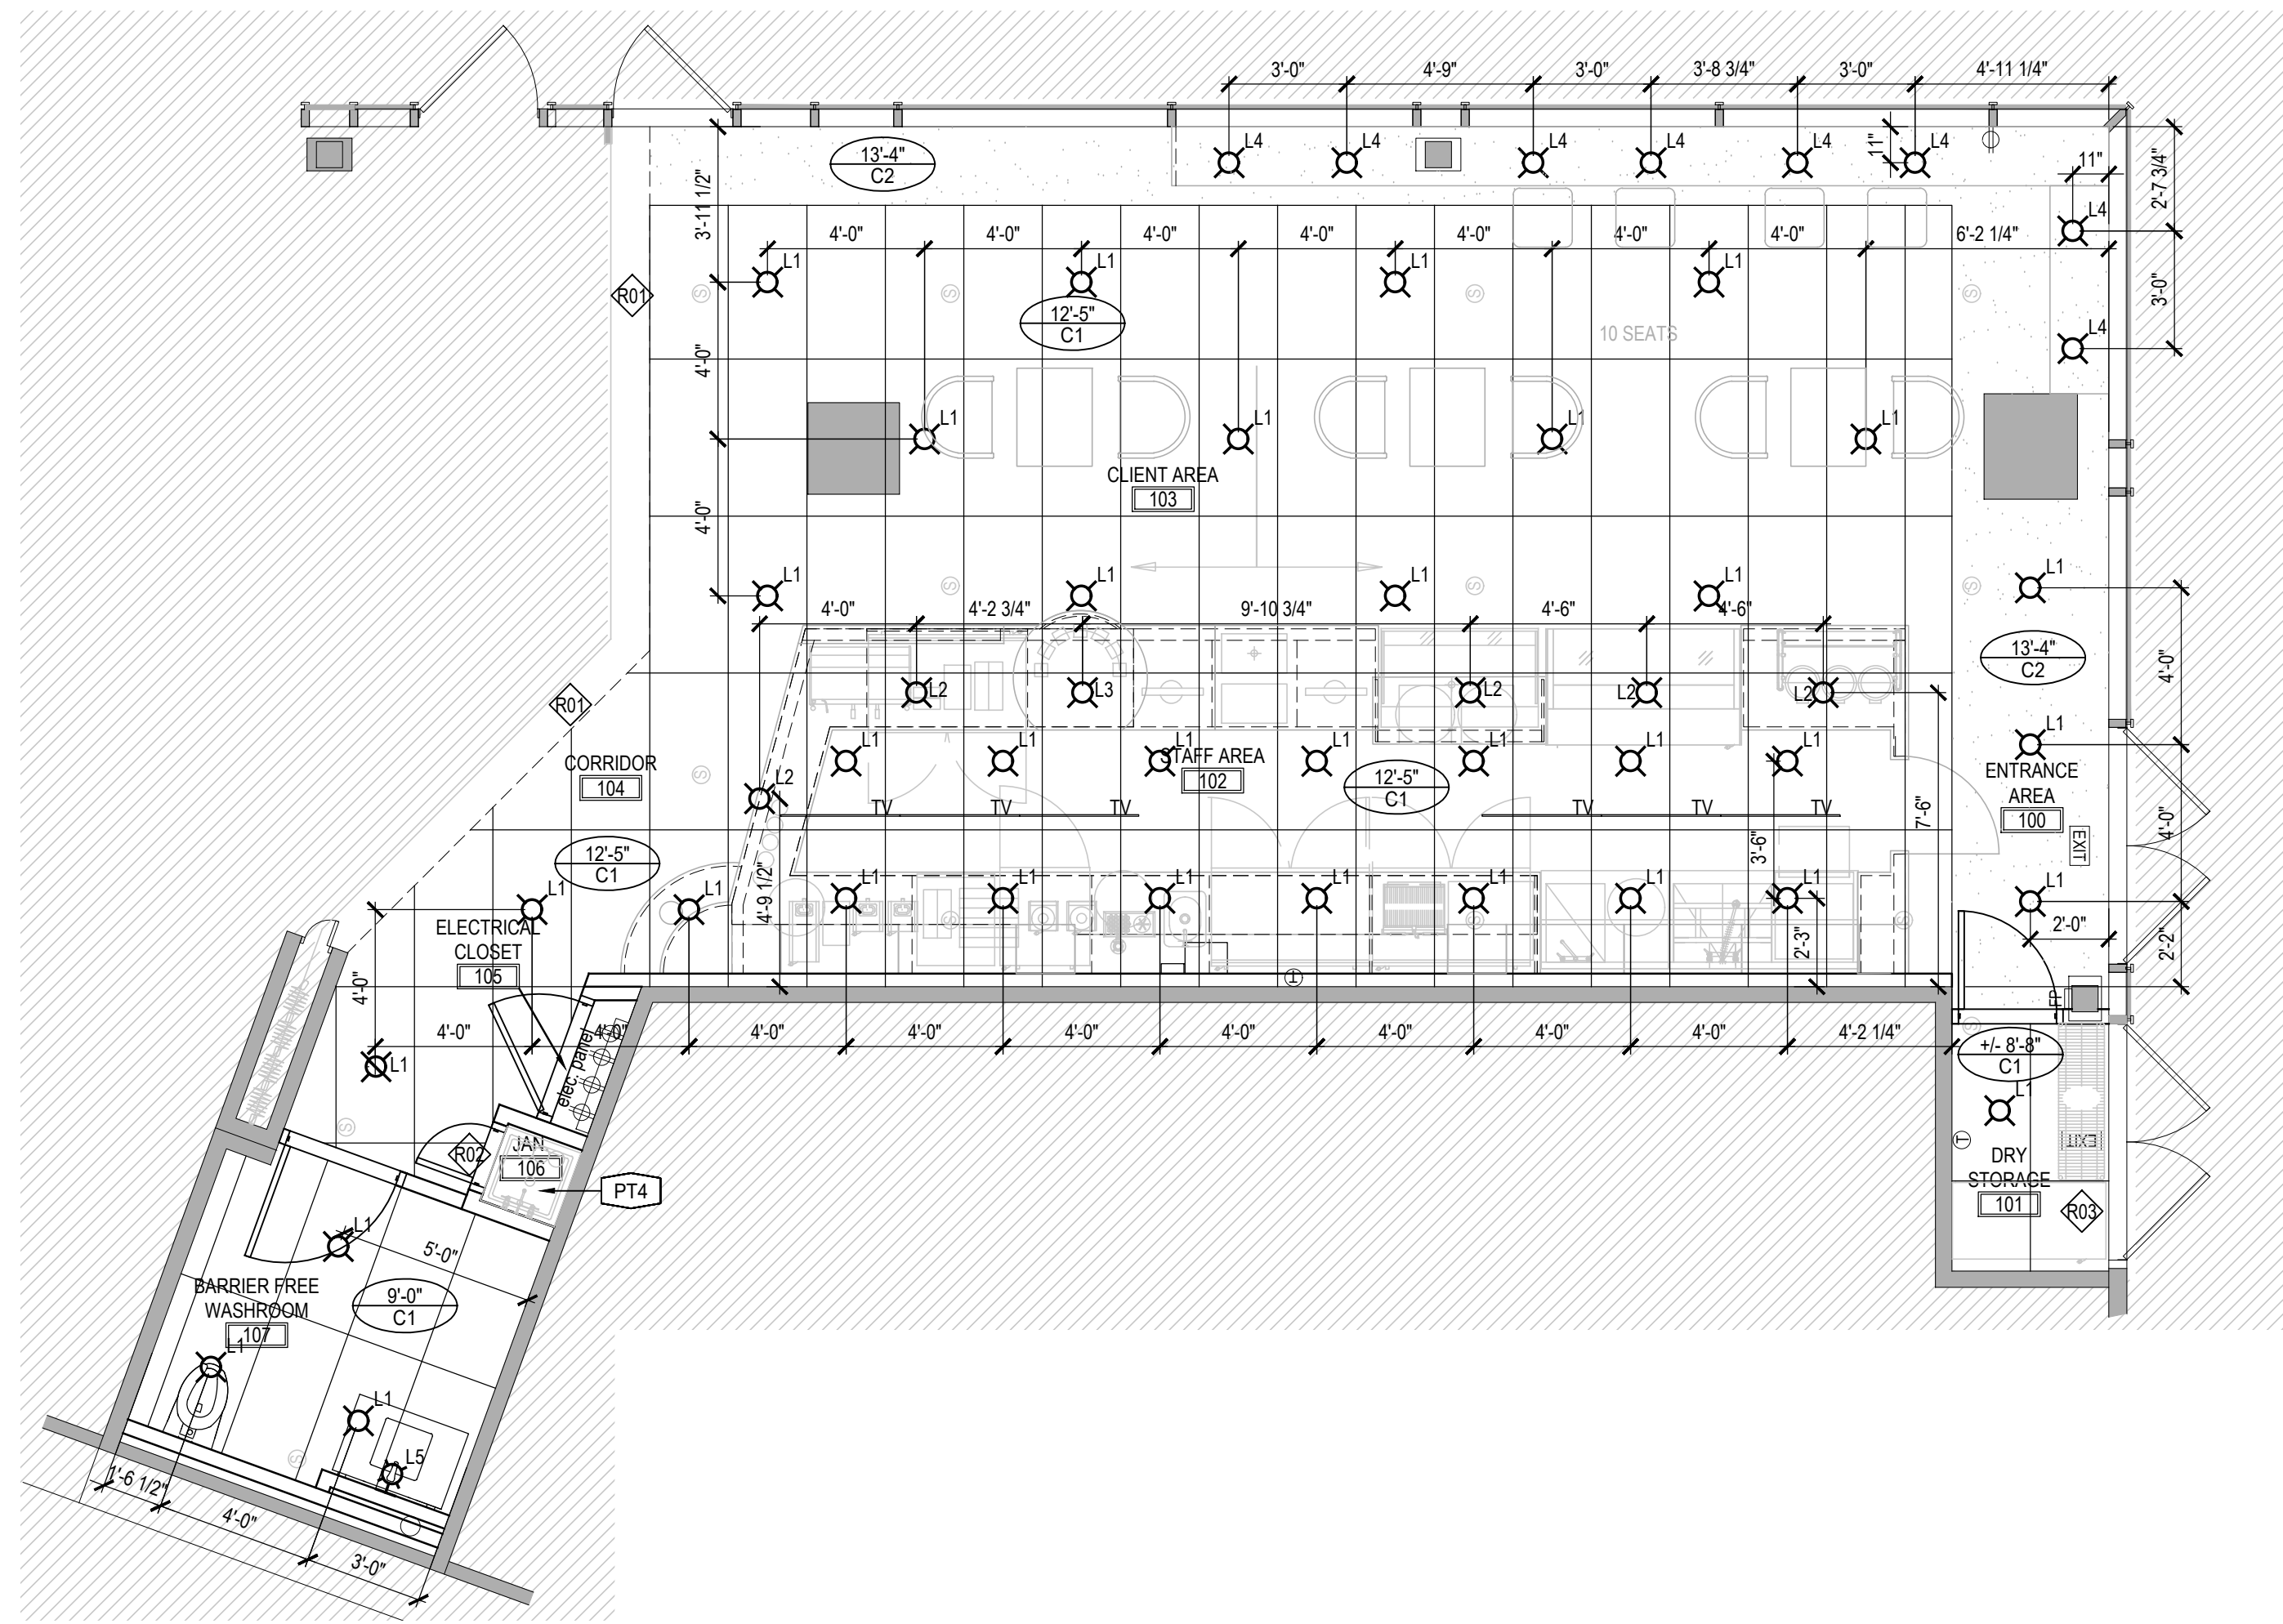 3'-0" 4'-9" 3'-0" 3'-8 3/4" 3'-0" 4'-11 1/4"
L4 L4 L4 L4 L4 L4
11"
11"
2'-7 3/4"
13'-4"
C2
3'-11 1/2"
L4
4'-0" 4'-0" 4'-0" 4'-0" 4'-0" 4'-0" 4'-0" 6'-2 1/4"
L1 L1 L1 L1
R01
S S S S
3'-0"
12'-5"
C1
10 SEATS
L4
4'-0"
L1 L1 L1 L1
CLIENT AREA
103
4'-0"
L1 L1 L1 L1 L1
S S S
4'-0" 4'-2 3/4" 9'-10 3/4" 4'-6" 4'-6"
13'-4"
C2
4'-0"
R01
L2 L3 L2 L2 L2
L1 L1 L1 L1 L1 L1 L1 L1
CORRIDOR
104
S
L2
STAFF AREA
102
12'-5"
C1
ENTRANCE
AREA
100
TV TV TV TV TV TV
7'-6"
4'-0"
EXIT
3'-6"
12'-5"
C1
4'-9 1/2"
L1 L1 L1 L1 L1 L1 L1 L1 L1 L1
S S S
ELECTRICAL
CLOSET
105
2'-0"
2'-3"
2'-2"
4'-0"
T
FP
4'-0" 4'-0" 4'-0" 4'-0" 4'-0" 4'-0" 4'-0" 4'-0" 4'-0" 4'-2 1/4"
S
+/- 8'-8"
C1
L1
elec. panel
L1
S
T
EXIT
R02
JAN
106
PT4
DRY
STORAGE
101
R03
L1
5'-0"
BARRIER FREE
WASHROOM
107
9'-0"
C1
L1
L1
L5
S
1'-6 1/2"
4'-0"
3'-0"